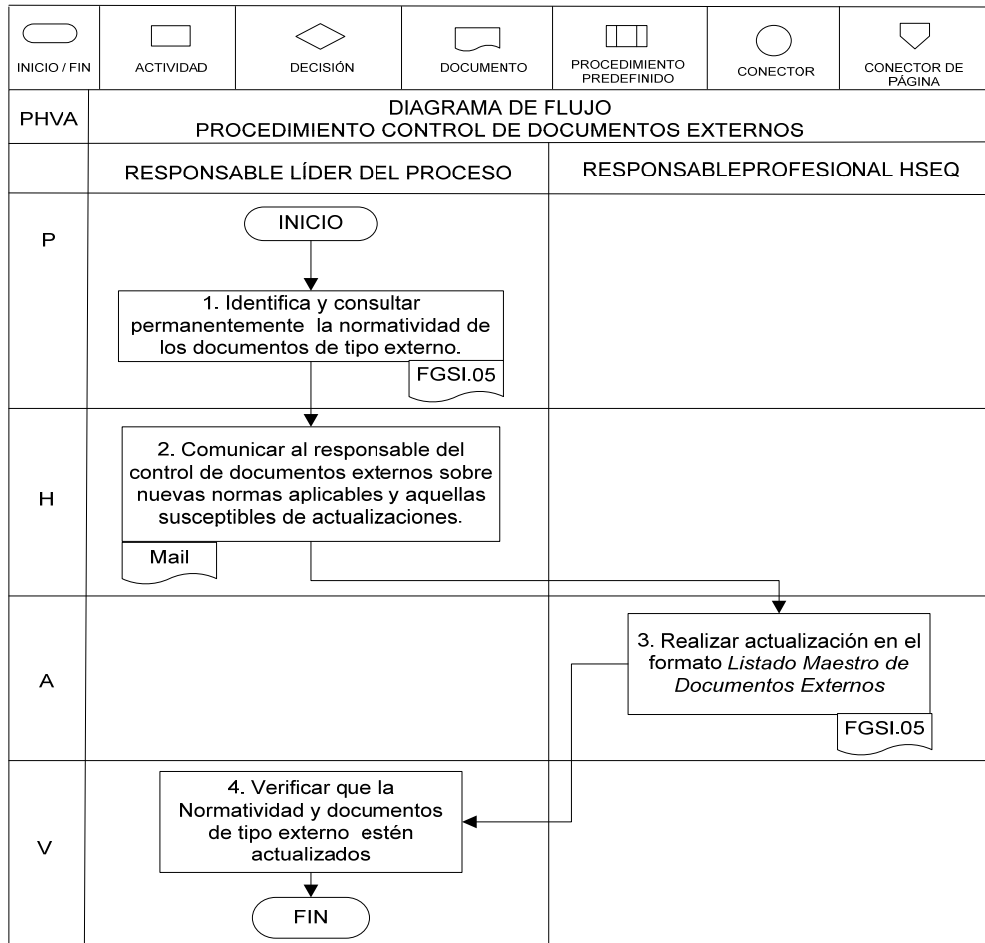 INICIO / FIN
ACTIVIDAD
DECISIÓN
DOCUMENTO
PROCEDIMIENTO
PREDEFINIDO
CONECTOR
CONECTOR DE
PÁGINA
PHVA
DIAGRAMA DE FLUJO
PROCEDIMIENTO CONTROL DE DOCUMENTOS EXTERNOS
RESPONSABLE LÍDER DEL PROCESO
RESPONSABLEPROFESIONAL HSEQ
P
INICIO
1. Identifica y consultar
permanentemente la normatividad de
los documentos de tipo externo.
FGSI.05
H
2. Comunicar al responsable del
control de documentos externos sobre
nuevas normas aplicables y aquellas
susceptibles de actualizaciones.
Mail
A
3. Realizar actualización en el
formato Listado Maestro de
Documentos Externos
FGSI.05
V
4. Verificar que la
Normatividad y documentos
de tipo externo estén
actualizados
FIN